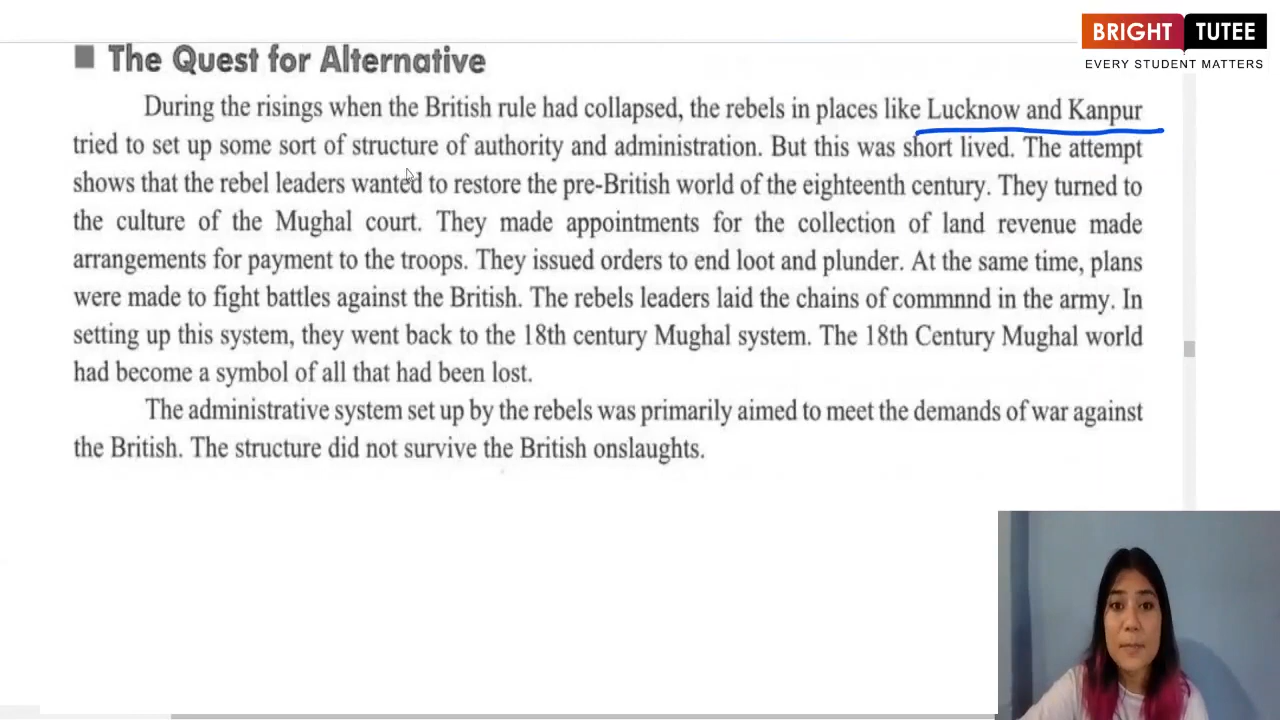 BRIGHT TUTEE
EVERY STUDENT MATTERS
The Quest for Alternative
During the risings when the British rule had collapsed, the rebels in places like Lucknow and Kanpur
tried to set up some sort of structure of authority and administration. But this was short lived. The attempt
shows that the rebel leaders wanted to restore the pre-British world of the eighteenth century. They turned to
the culture of the Mughal court. They made appointments for the collection of land revenue made
arrangements for payment to the troops. They issued orders to end loot and plunder. At the same time, plans
were made to fight battles against the British. The rebels leaders laid the chains of commnnd in the army. In
setting up this system, they went back to the 18th century Mughal system. The 18th Century Mughal world
had become a symbol of all that had been lost.
The administrative system set up by the rebels was primarily aimed to meet the demands of war against
the British. The structure did not survive the British onslaughts.